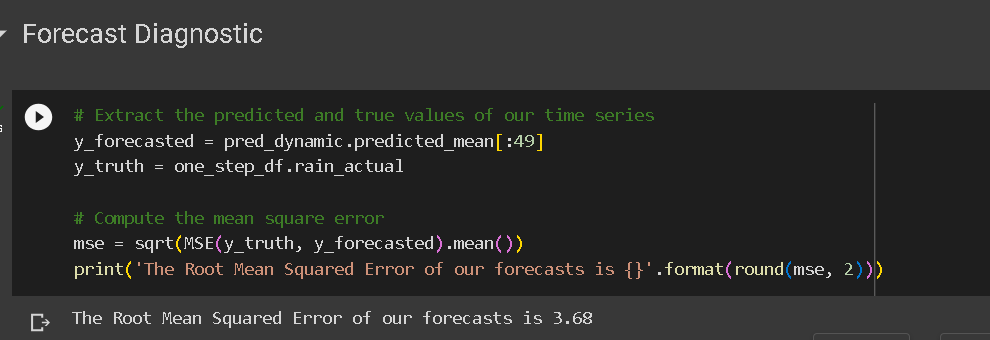 Forecast Diagnostic
# Extract the predicted and true values of our time series
y_forecasted = pred_dynamic.predicted_mean[:49]
y_truth = one_step_df.rain_actual
# Compute the mean square error
mse = sqrt(MSE(y_truth, y_forecasted).mean())
print('The Root Mean Squared Error of our forecasts is {}'.format(round(mse, 2)))
The Root Mean Squared Error of our forecasts is 3.68